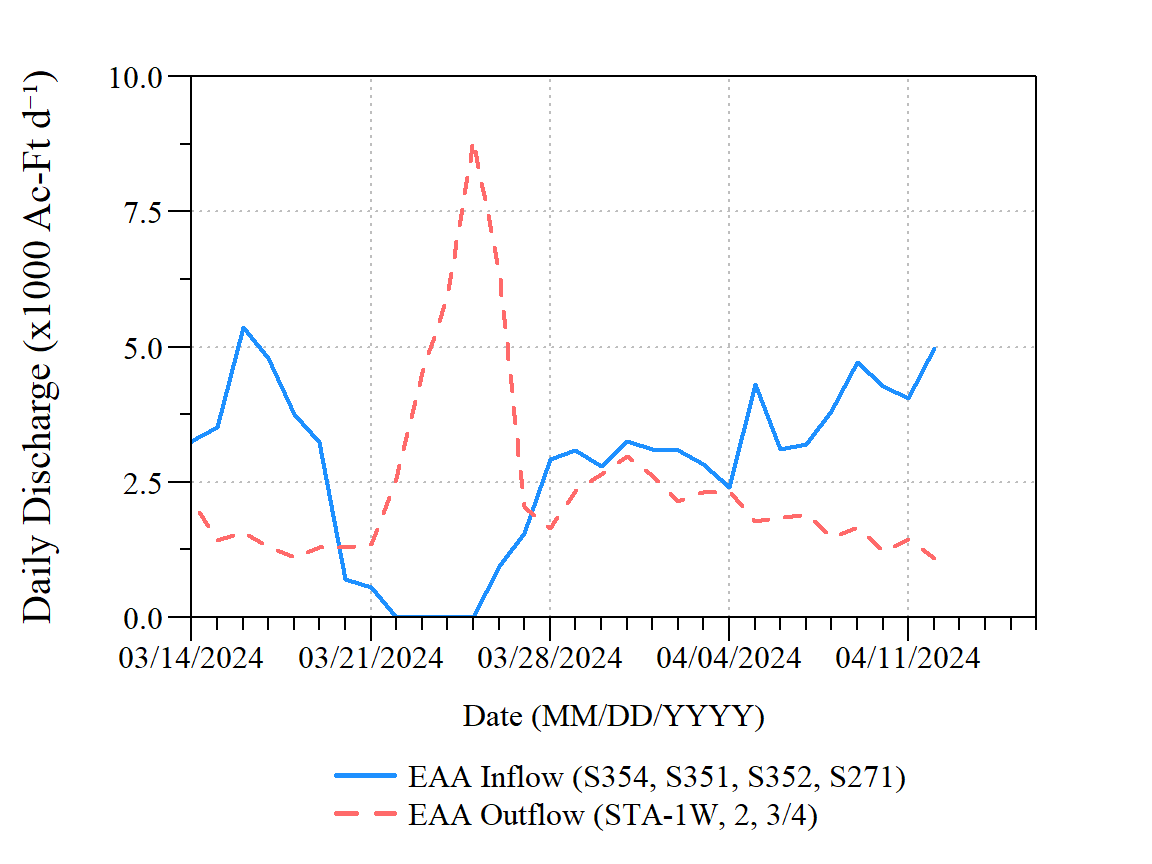 Daily Discharge (x1000 Ac-Ft d⁻¹)
10.0
7.5
5.0
2.5
0.0
03/14/2024 03/21/2024 03/28/2024 04/04/2024 04/11/2024
Date (MM/DD/YYYY)
EAA Inflow (S354, S351, S352, S271)
EAA Outflow (STA-1W, 2, 3/4)